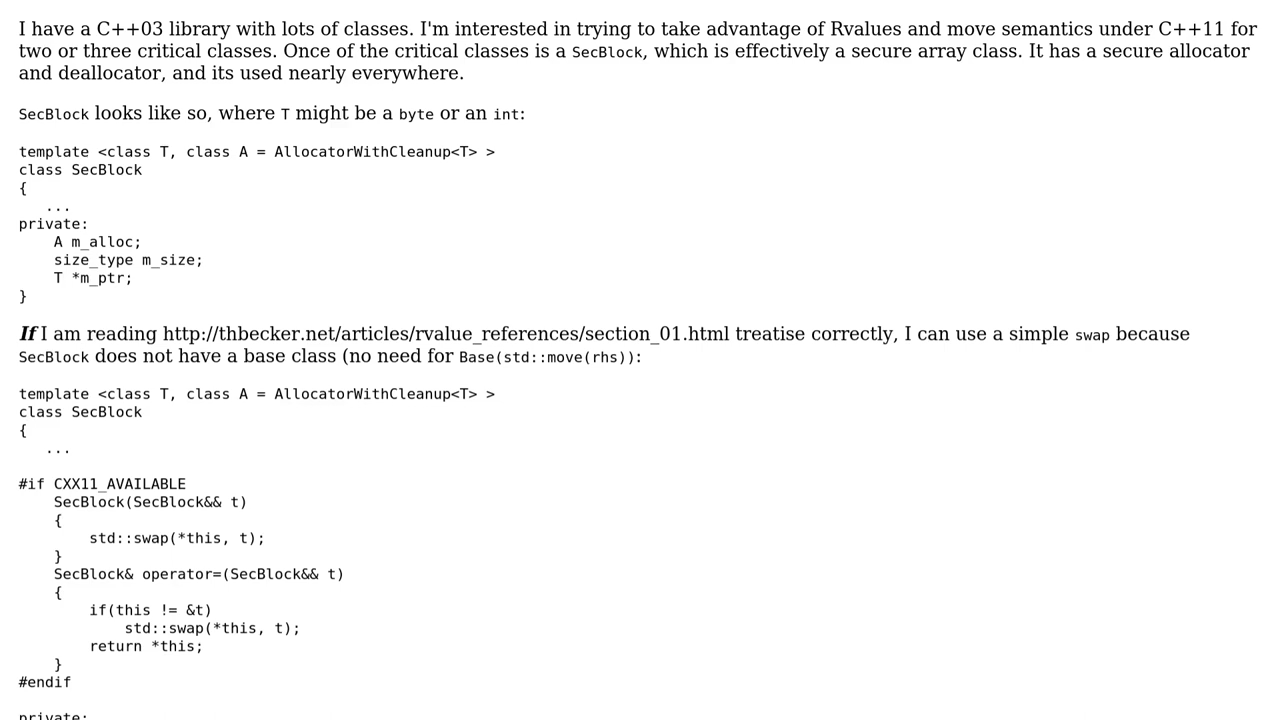 I have a C++03 library with lots of classes. I'm interested in trying to take advantage of Rvalues and move semantics under C++11 for
two or three critical classes. Once of the critical classes is a SecBlock, which is effectively a secure array class. It has a secure allocator
and deallocator, and its used nearly everywhere.
SecBlock looks like so, where T might be a byte or an int:
template <class T, class A = AllocatorWithCleanup<T> >
class SecBlock
{
   ...
private:
    A m_alloc;
    size_type m_size;
    T *m_ptr;
}
If I am reading http://thbecker.net/articles/rvalue_references/section_01.html treatise correctly, I can use a simple swap because
SecBlock does not have a base class (no need for Base(std::move(rhs)):
template <class T, class A = AllocatorWithCleanup<T> >
class SecBlock
{
   ...
#if CXX11_AVAILABLE
    SecBlock(SecBlock&& t)
    {
        std::swap(*this, t);
    }
    SecBlock& operator=(SecBlock&& t)
    {
        if(this != &t)
            std::swap(*this, t);
        return *this;
    }
#endif
private: